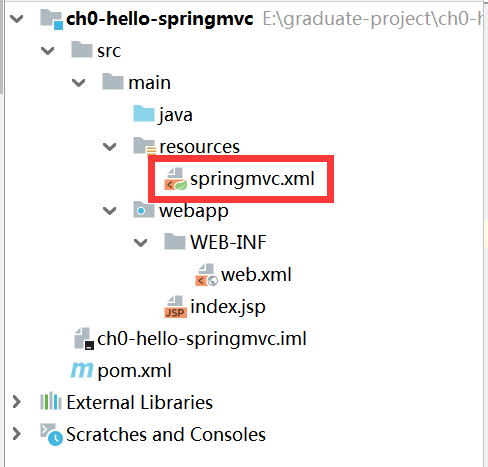 ch0-hello-springmvc E:\graduate-project\ch0-h
src
main
java
resources
springmvc.xml
webapp
WEB-INF
web.xml
JSP index.jsp
ch0-hello-springmvc.iml
m pom.xml
External Libraries
Scratches and Consoles